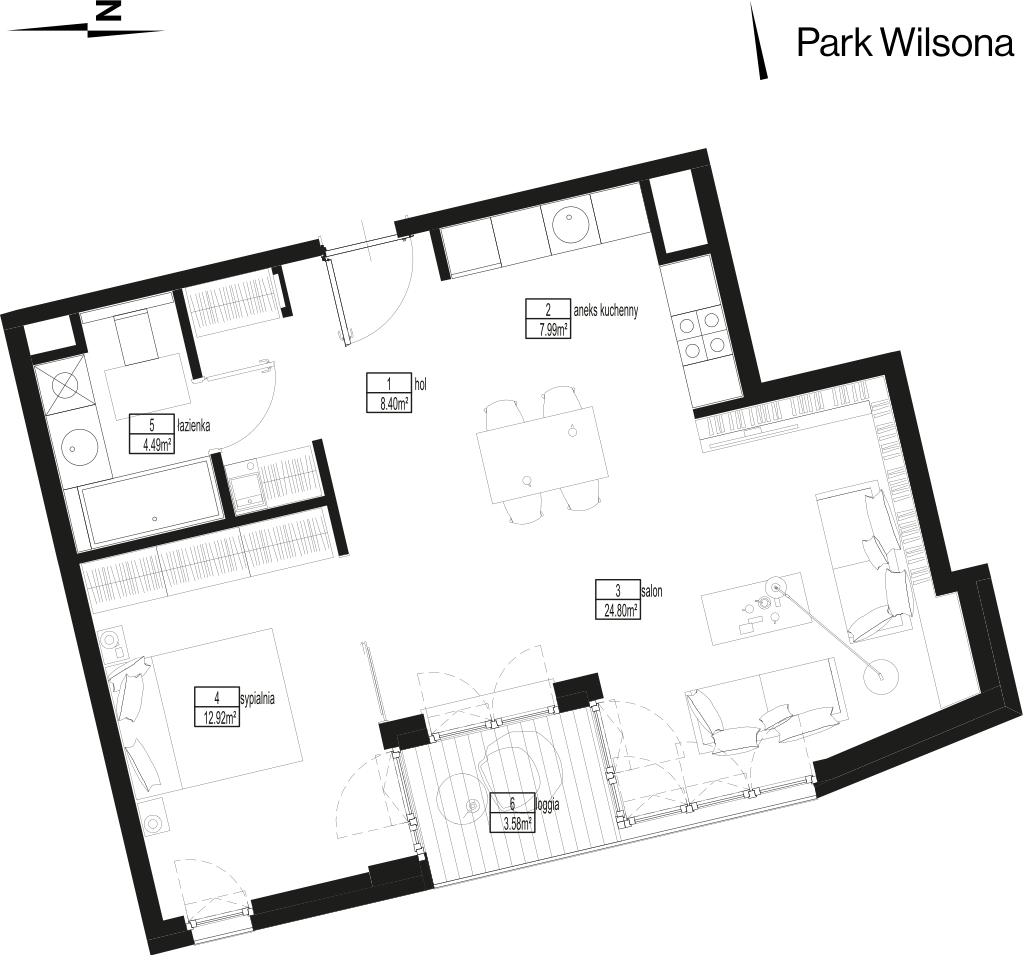 N
Park Wilsona
2 aneks kuchenny
7.99m²
1 hol
8.40m²
5 łazienka
4.49m²
3 salon
24.80m²
4 sypialnia
12.92m²
6 loggia
3.58m²